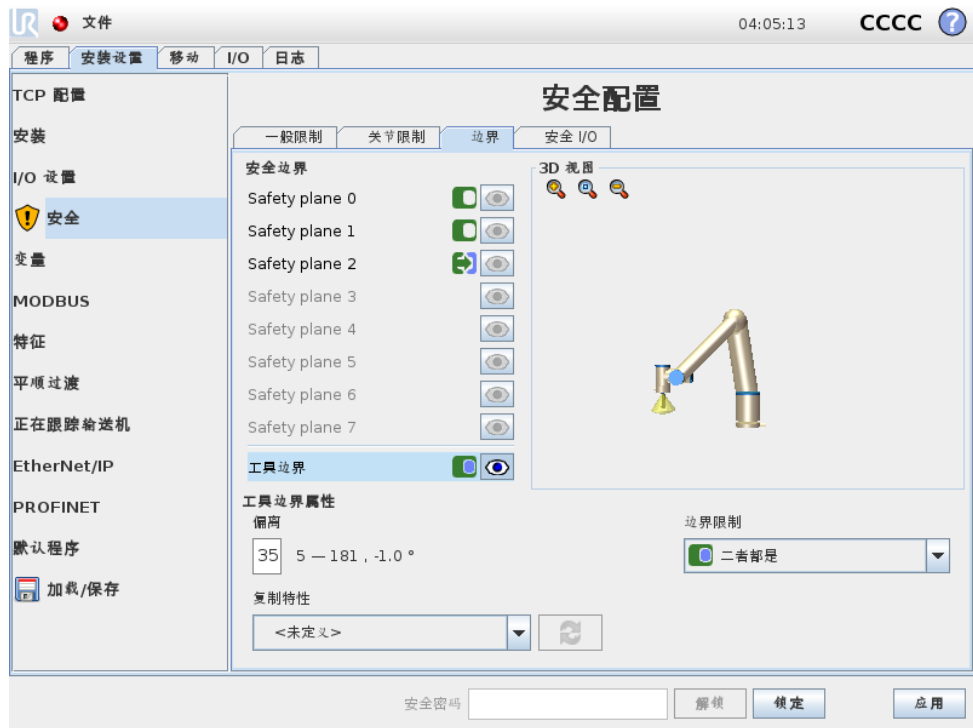 UR 文件 04:05:13 CCCC ?
程序 安装设置 移动 I/O 日志
TCP 配置
安装
I/O 设置
安全
变量
MODBUS
特征
平顺过渡
正在跟踪输送机
EtherNet/IP
PROFINET
默认程序
加载/保存
安全配置
一般限制 关节限制 边界 安全 I/O
安全边界
Safety plane 0
Safety plane 1
Safety plane 2
Safety plane 3
Safety plane 4
Safety plane 5
Safety plane 6
Safety plane 7
工具边界
3D 视图
工具边界属性
偏离
35 5 — 181 , -1.0 °
边界限制
二者都是
复制特性
<未定义>
安全密码 解锁 锁定 应用